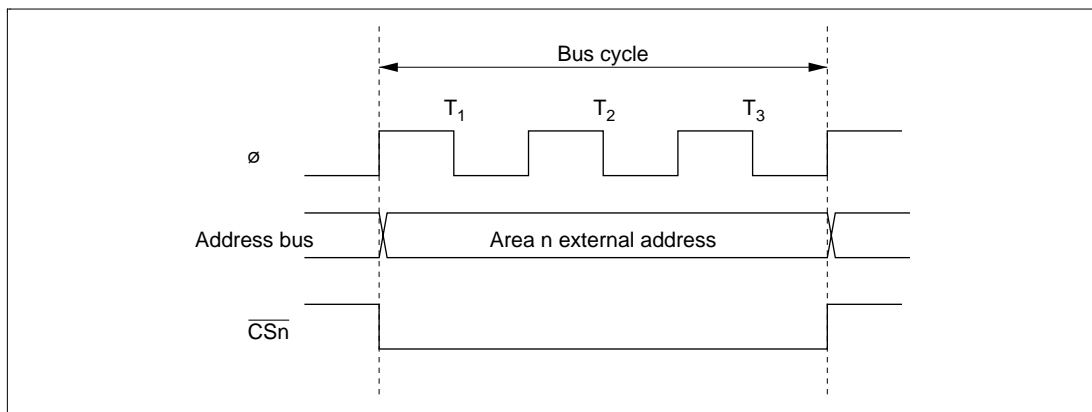 Bus cycle
T1 T2 T3
ø
Address bus Area n external address
CSn